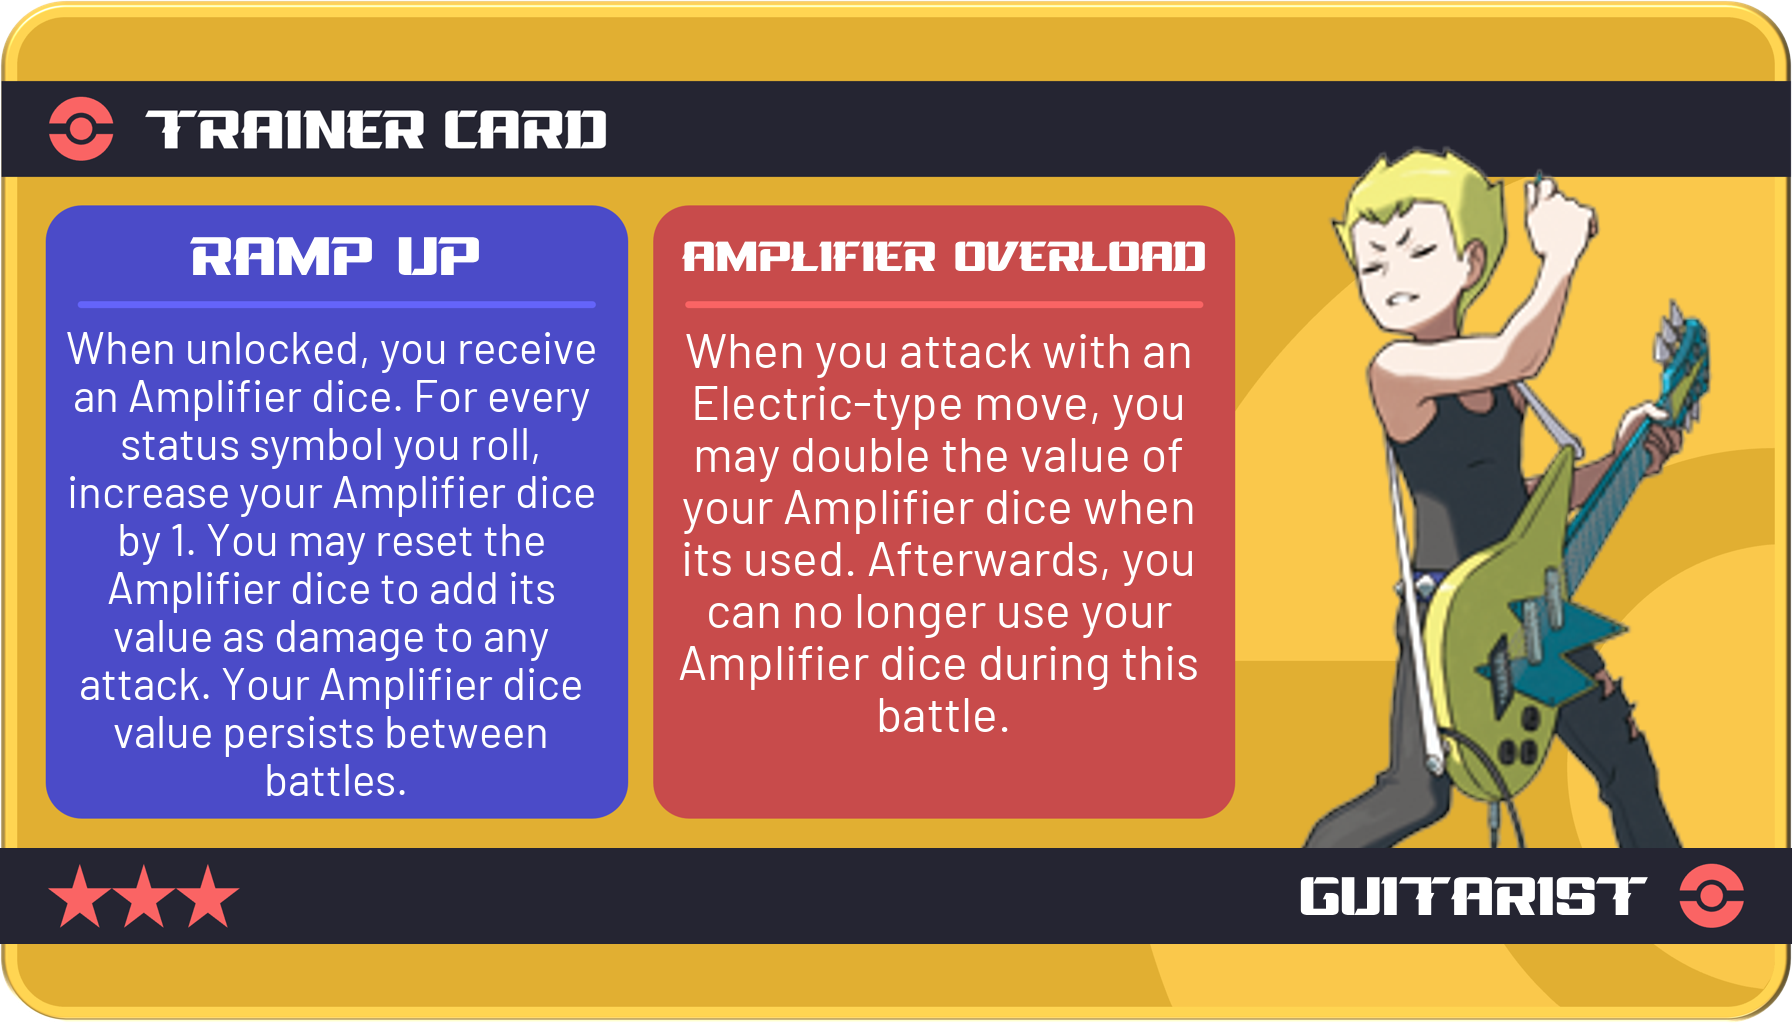 TRAINER CARD
RAMP UP
When unlocked, you receive
an Amplifier dice. For every
status symbol you roll,
increase your Amplifier dice
by 1. You may reset the
Amplifier dice to add its
value as damage to any
attack. Your Amplifier dice
value persists between
battles.
AMPLIFIER OVERLOAD
When you attack with an
Electric-type move, you
may double the value of
your Amplifier dice when
its used. Afterwards, you
can no longer use your
Amplifier dice during this
battle.
GUITARIST